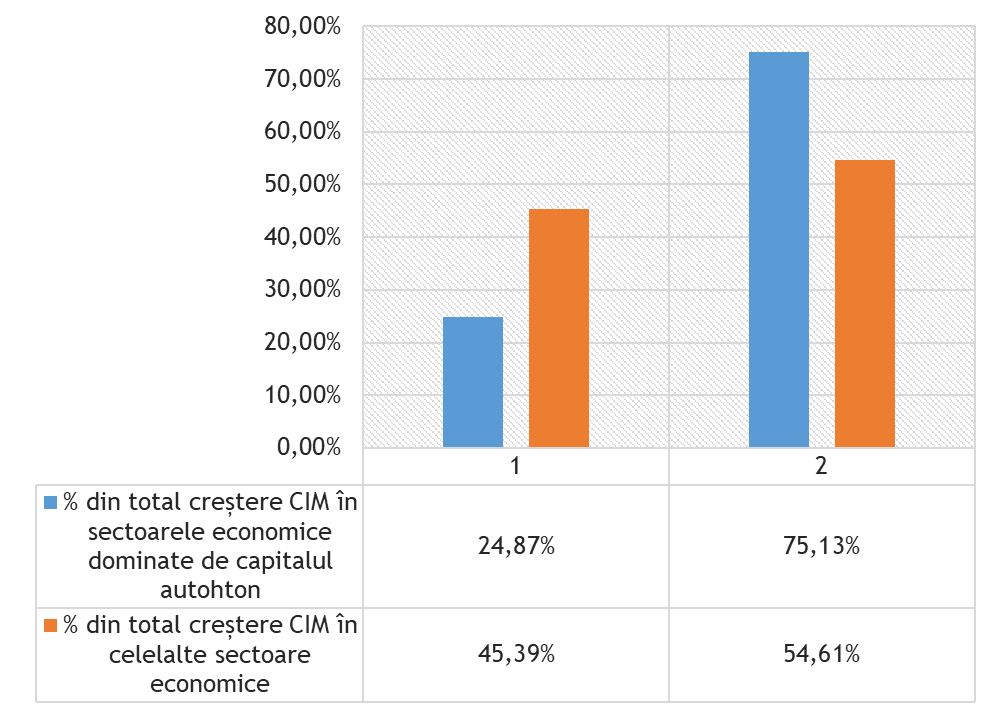 80,00%
70,00%
60,00%
50,00%
40,00%
30,00%
20,00%
10,00%
0,00%
1 2
% din total creștere CIM în
sectoarele economice
dominate de capitalul
autohton
24,87% 75,13%
% din total creștere CIM în
celelalte sectoare
economice
45,39% 54,61%